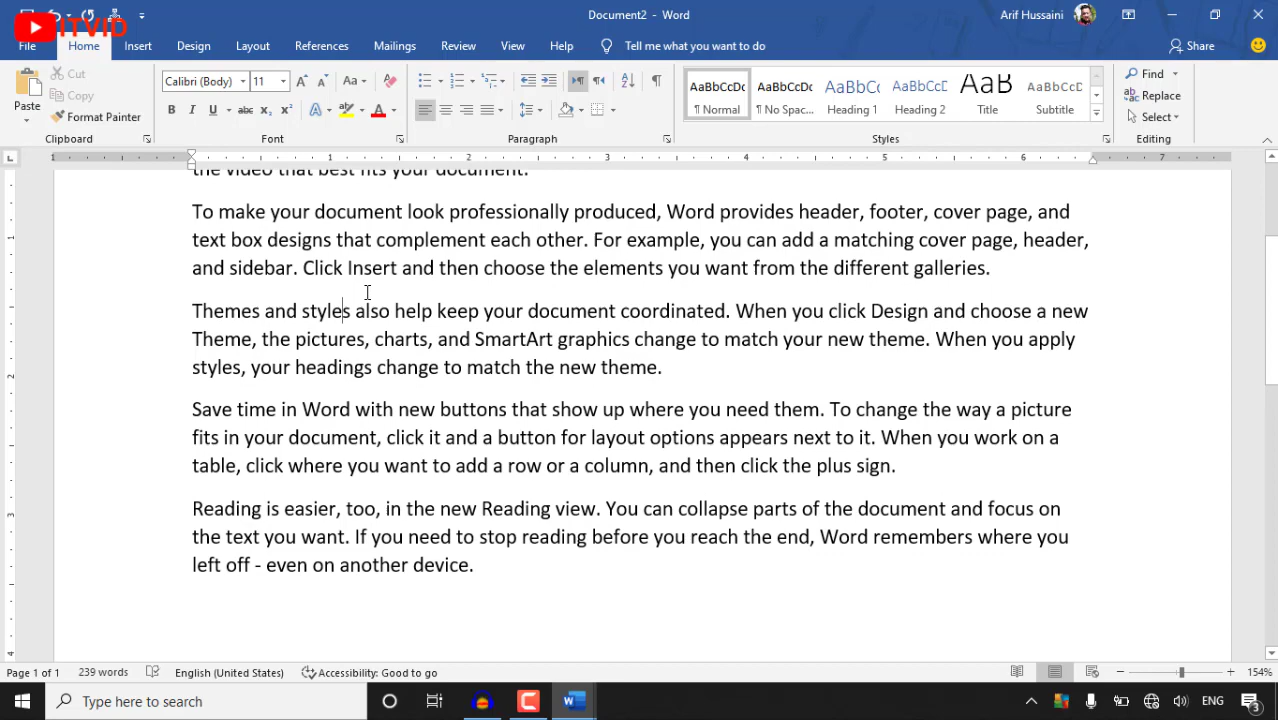 Document2 - Word
Arif Hussaini
ITVID
File Home Insert Design Layout References Mailings Review View Help Tell me what you want to do Share
Paste
Cut
Copy
Format Painter
Calibri (Body) 11
AaBbCcDc AaBbCcDc AaBbCc AaBbCcC AaB AaBbCcD
¶ Normal ¶ No Spac... Heading 1 Heading 2 Title Subtitle
Find
Replace
Select
Clipboard Font Paragraph Styles Editing
1 1 2 3 4 5 6 7
the video that best fits your document.
To make your document look professionally produced, Word provides header, footer, cover page, and
text box designs that complement each other. For example, you can add a matching cover page, header,
and sidebar. Click Insert and then choose the elements you want from the different galleries.
Themes and styles also help keep your document coordinated. When you click Design and choose a new
Theme, the pictures, charts, and SmartArt graphics change to match your new theme. When you apply
styles, your headings change to match the new theme.
Save time in Word with new buttons that show up where you need them. To change the way a picture
fits in your document, click it and a button for layout options appears next to it. When you work on a
table, click where you want to add a row or a column, and then click the plus sign.
Reading is easier, too, in the new Reading view. You can collapse parts of the document and focus on
the text you want. If you need to stop reading before you reach the end, Word remembers where you
left off - even on another device.
Page 1 of 1 239 words English (United States) Accessibility: Good to go 154%
Type here to search ENG 3